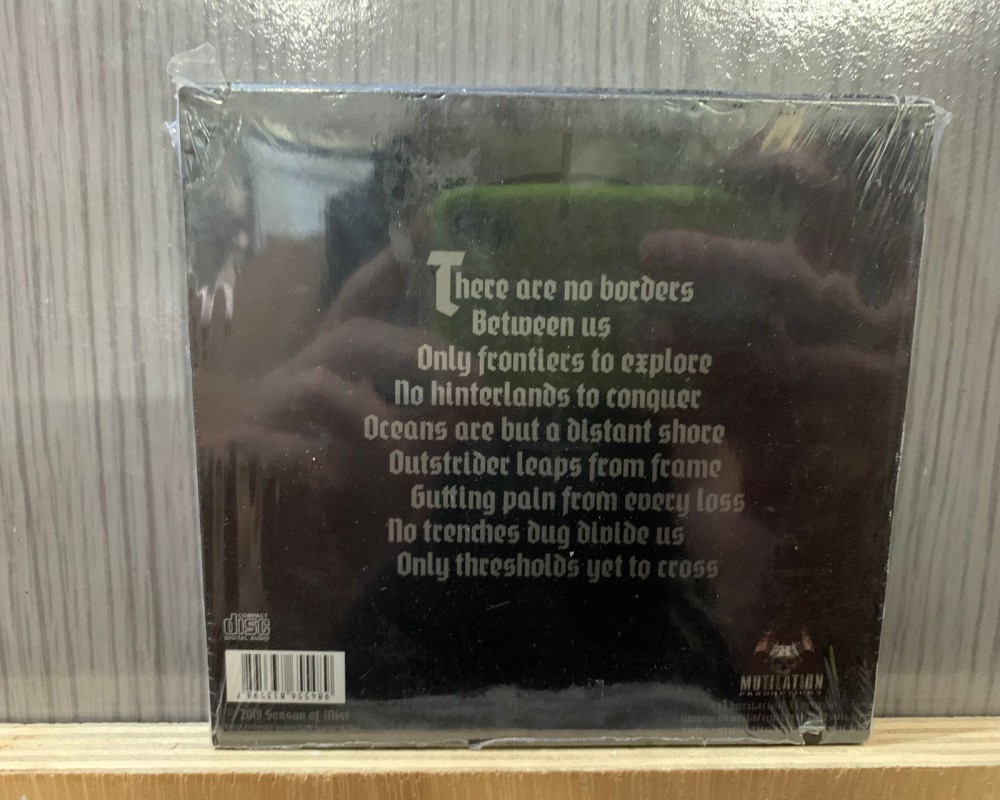 There are no borders
Between us
Only frontiers to explore
No hinterlands to conquer
Oceans are but a distant shore
Outstrider leaps from frame
Gutting pain from every loss
No trenches dug divide us
Only thresholds yet to cross
COMPACT
disc
DIGITAL AUDIO
MUTILATION
PRODUCTIONS
2019 Season of Mist